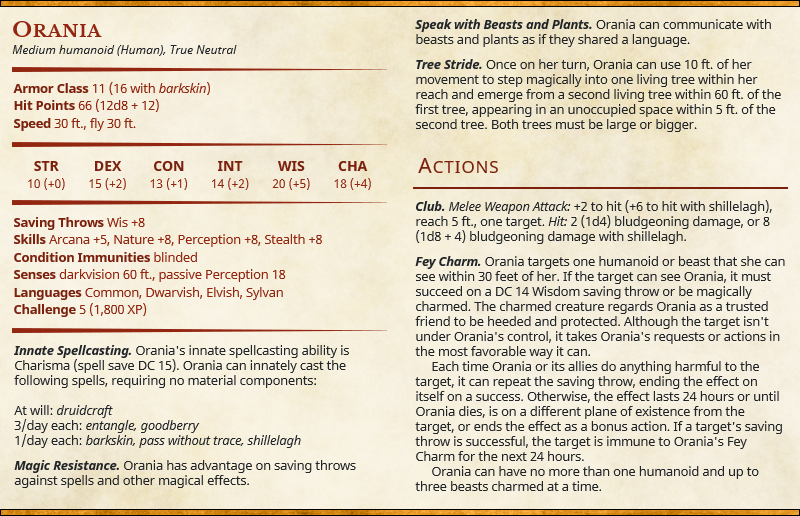 Orania
Medium humanoid (Human), True Neutral
Armor Class 11 (16 with barkskin)
Hit Points 66 (12d8 + 12)
Speed 30 ft., fly 30 ft.
STR DEX CON INT WIS CHA
10 (+0) 15 (+2) 13 (+1) 14 (+2) 20 (+5) 18 (+4)
Saving Throws Wis +8
Skills Arcana +5, Nature +8, Perception +8, Stealth +8
Condition Immunities blinded
Senses darkvision 60 ft., passive Perception 18
Languages Common, Dwarvish, Elvish, Sylvan
Challenge 5 (1,800 XP)
Innate Spellcasting. Orania's innate spellcasting ability is
Charisma (spell save DC 15). Orania can innately cast the
following spells, requiring no material components:
At will: druidcraft
3/day each: entangle, goodberry
1/day each: barkskin, pass without trace, shillelagh
Magic Resistance. Orania has advantage on saving throws
against spells and other magical effects.
Speak with Beasts and Plants. Orania can communicate with
beasts and plants as if they shared a language.
Tree Stride. Once on her turn, Orania can use 10 ft. of her
movement to step magically into one living tree within her
reach and emerge from a second living tree within 60 ft. of the
first tree, appearing in an unoccupied space within 5 ft. of the
second tree. Both trees must be large or bigger.
Actions
Club. Melee Weapon Attack: +2 to hit (+6 to hit with shillelagh),
reach 5 ft., one target. Hit: 2 (1d4) bludgeoning damage, or 8
(1d8 + 4) bludgeoning damage with shillelagh.
Fey Charm. Orania targets one humanoid or beast that she can
see within 30 feet of her. If the target can see Orania, it must
succeed on a DC 14 Wisdom saving throw or be magically
charmed. The charmed creature regards Orania as a trusted
friend to be heeded and protected. Although the target isn't
under Orania's control, it takes Orania's requests or actions in
the most favorable way it can.
Each time Orania or its allies do anything harmful to the
target, it can repeat the saving throw, ending the effect on
itself on a success. Otherwise, the effect lasts 24 hours or until
Orania dies, is on a different plane of existence from the
target, or ends the effect as a bonus action. If a target's saving
throw is successful, the target is immune to Orania's Fey
Charm for the next 24 hours.
Orania can have no more than one humanoid and up to
three beasts charmed at a time.